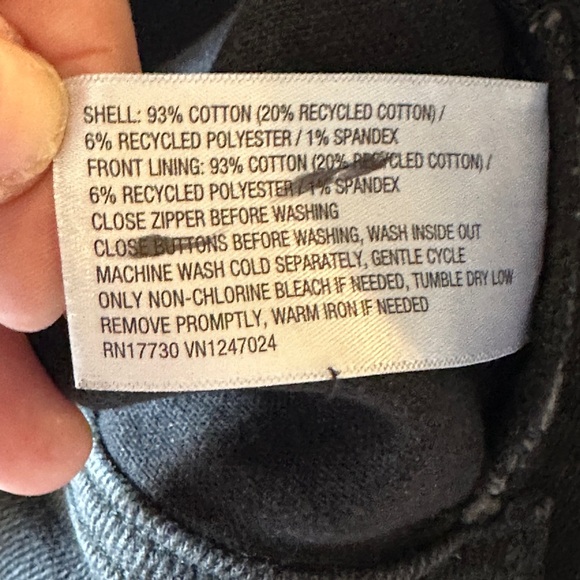 SHELL: 93% COTTON (20% RECYCLED COTTON) /
6% RECYCLED POLYESTER / 1% SPANDEX
FRONT LINING: 93% COTTON (20% RECYCLED COTTON) /
6% RECYCLED POLYESTER / 1% SPANDEX
CLOSE ZIPPER BEFORE WASHING
CLOSE BUTTONS BEFORE WASHING, WASH INSIDE OUT
MACHINE WASH COLD SEPARATELY, GENTLE CYCLE
ONLY NON-CHLORINE BLEACH IF NEEDED, TUMBLE DRY LOW
REMOVE PROMPTLY, WARM IRON IF NEEDED
RN17730 VN1247024